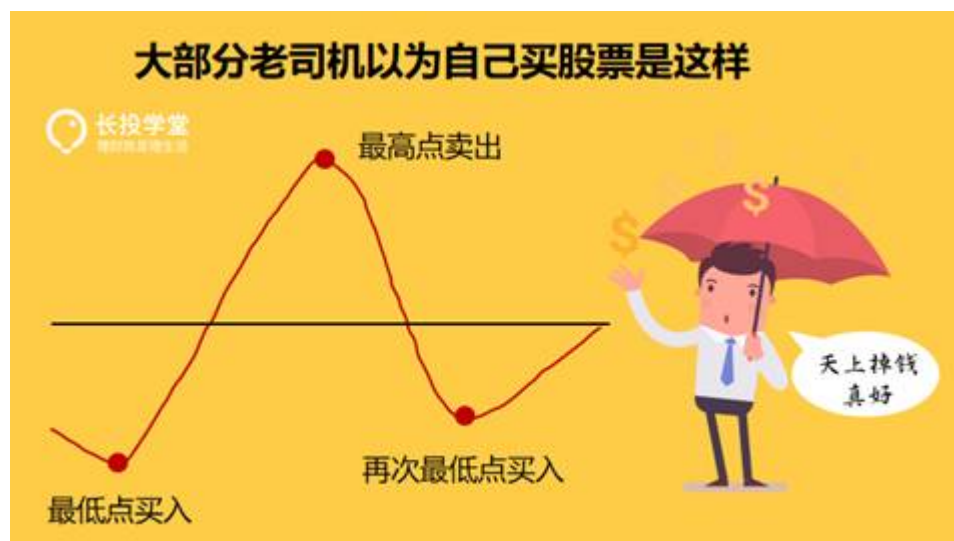 大部分老司机以为自己买股票是这样
长投学堂
最高点卖出
天上掉钱
真好
再次最低点买入
最低点买入